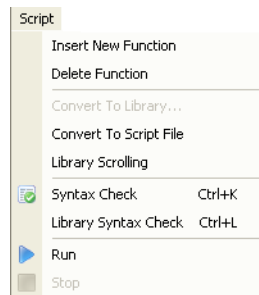 Script
Insert New Function
Delete Function
Convert To Library...
Convert To Script File
Library Scrolling
Syntax Check Ctrl+K
Library Syntax Check Ctrl+L
Run
Stop